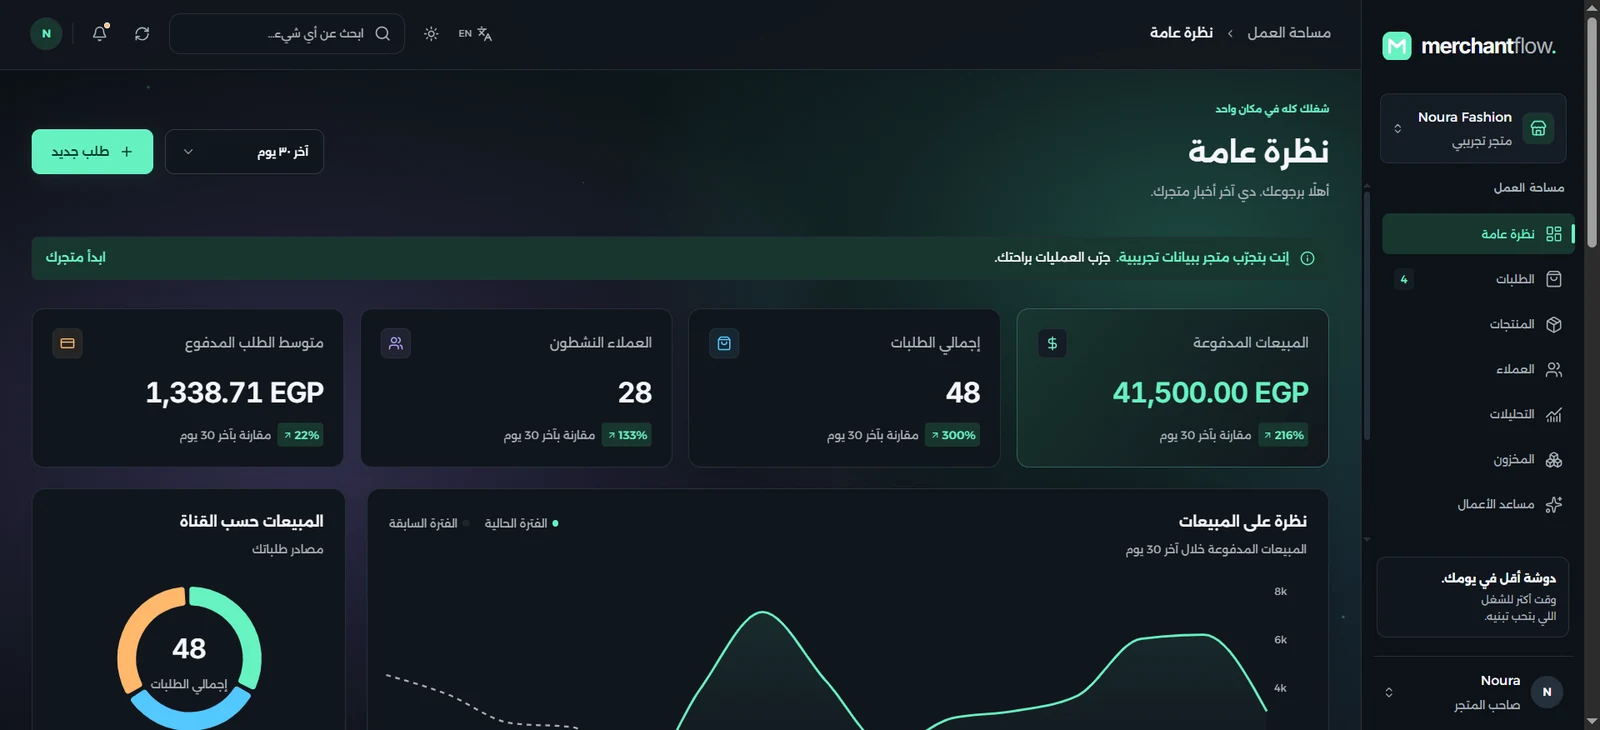 merchantflow.
Noura Fashion
متجر تجريبي
مساحة العمل
نظرة عامة
الطلبات
4
المنتجات
العملاء
التحليلات
المخزون
مساعد الأعمال
دوشة أقل في يومك.
وقت أكتر للشغل
اللي بتحب تبنيه.
Noura
صاحب المتجر
N
مساحة العمل › نظرة عامة
EN
ابحث عن أي شيء...
N
شغلك كله في مكان واحد
نظرة عامة
أهلًا برجوعك. دي آخر أخبار متجرك.
آخر ٣٠ يوم
+ طلب جديد
إنت بتجرّب متجر ببيانات تجريبية. جرّب العمليات براحتك.
ابدأ متجرك
المبيعات المدفوعة
41,500.00 EGP
216% مقارنة بآخر 30 يوم
إجمالي الطلبات
48
300% مقارنة بآخر 30 يوم
العملاء النشطون
28
133% مقارنة بآخر 30 يوم
متوسط الطلب المدفوع
1,338.71 EGP
22% مقارنة بآخر 30 يوم
نظرة على المبيعات
المبيعات المدفوعة خلال آخر 30 يوم
الفترة الحالية
الفترة السابقة
8k
6k
4k
المبيعات حسب القناة
مصادر طلباتك
48
إجمالي الطلبات